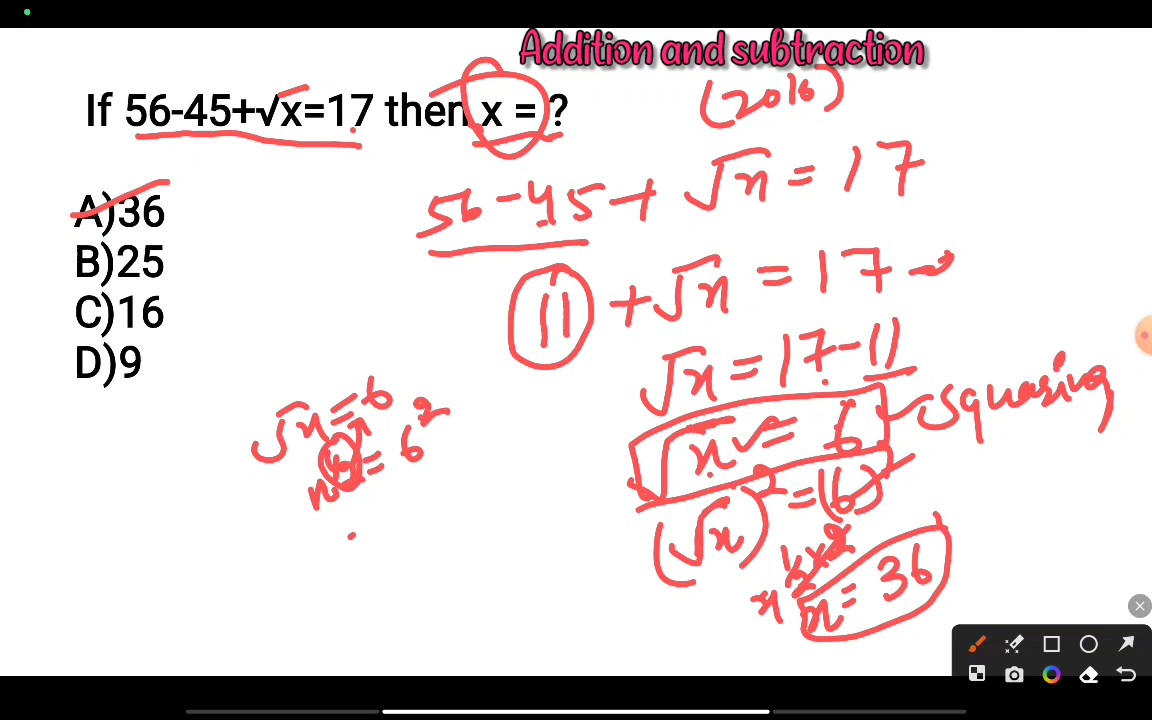 Addition and subtraction
If 56-45+√x=17 then x = ?
(2016)
56-45+√x=17
A)36
B)25
C)16
D)9
11+√x=17
√x=17-11
√x=6 squaring
√x=6
x=6²
(√x)²=(6)²
x=36